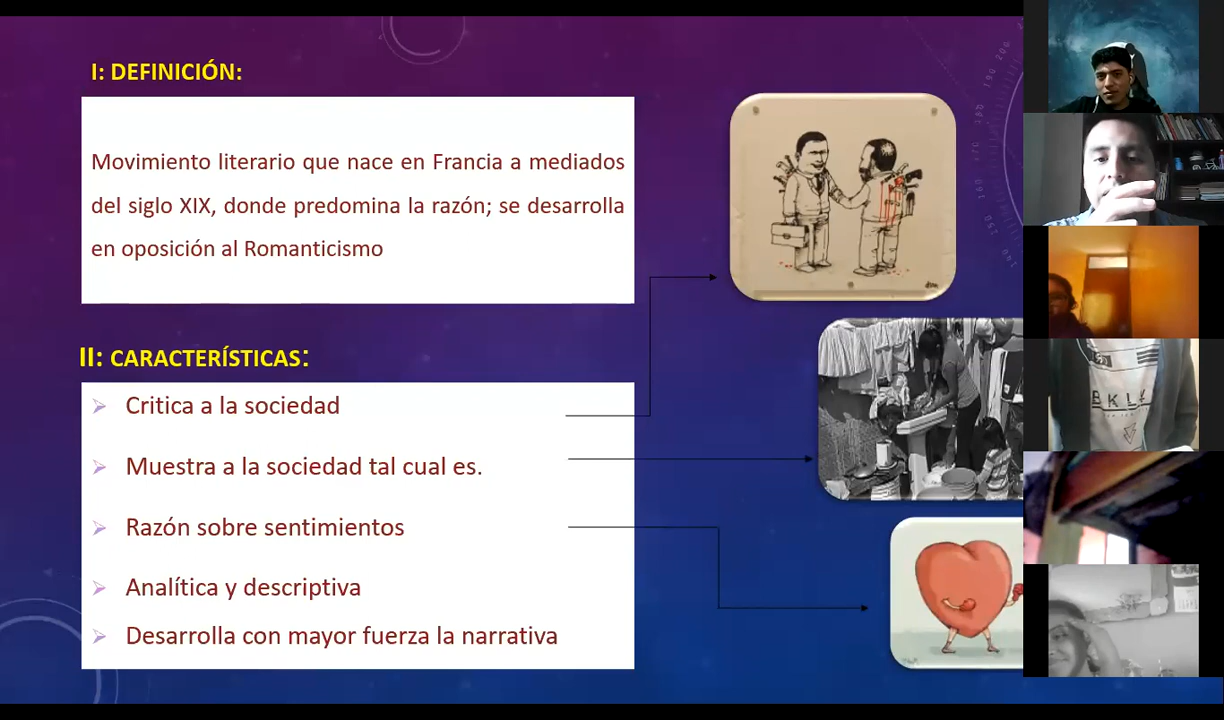 I: DEFINICIÓN:
Movimiento literario que nace en Francia a mediados
del siglo XIX, donde predomina la razón; se desarrolla
en oposición al Romanticismo
II: CARACTERÍSTICAS:
Critica a la sociedad
Muestra a la sociedad tal cual es.
Razón sobre sentimientos
Analítica y descriptiva
Desarrolla con mayor fuerza la narrativa